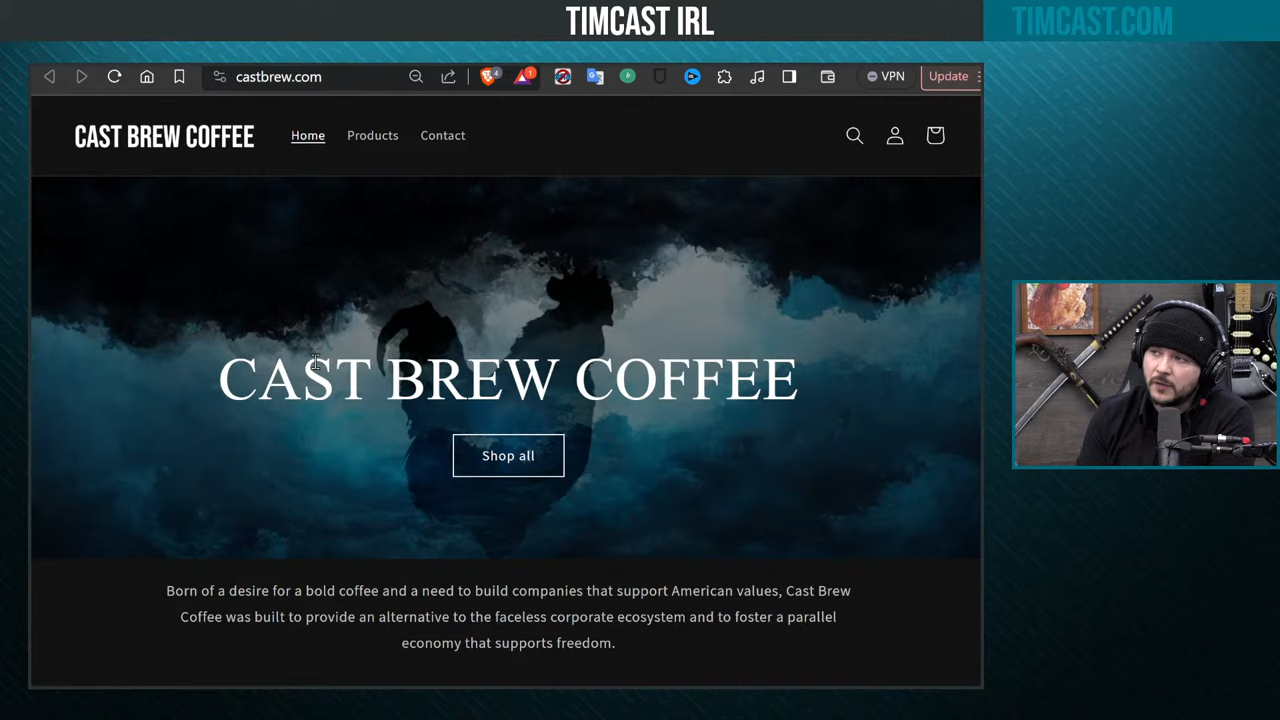 TIMCAST IRL
TIMCAST.COM
castbrew.com
4
1
VPN
Update
CAST BREW COFFEE
Home
Products
Contact
CAST BREW COFFEE
Shop all
Born of a desire for a bold coffee and a need to build companies that support American values, Cast Brew
Coffee was built to provide an alternative to the faceless corporate ecosystem and to foster a parallel
economy that supports freedom.